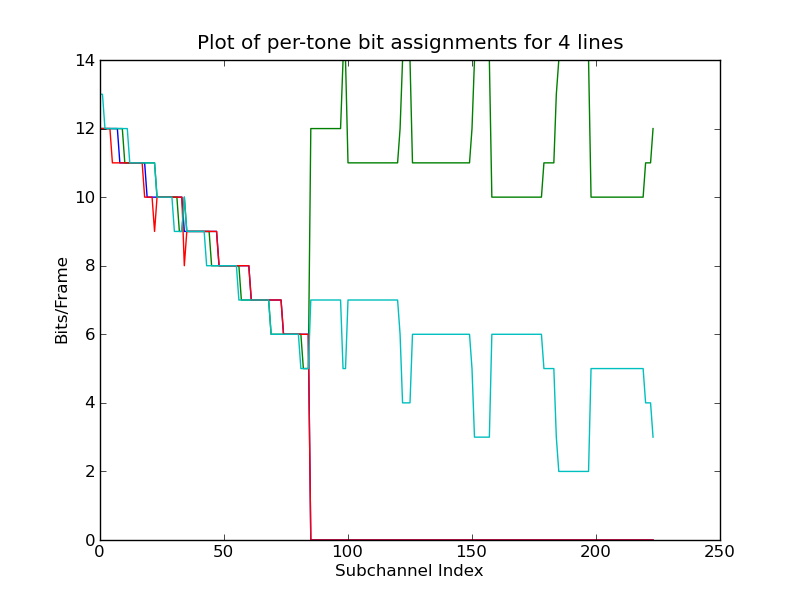 Plot of per-tone bit assignments for 4 lines
14
12
10
8
6
4
2
0
Bits/Frame
0 50 100 150 200 250
Subchannel Index